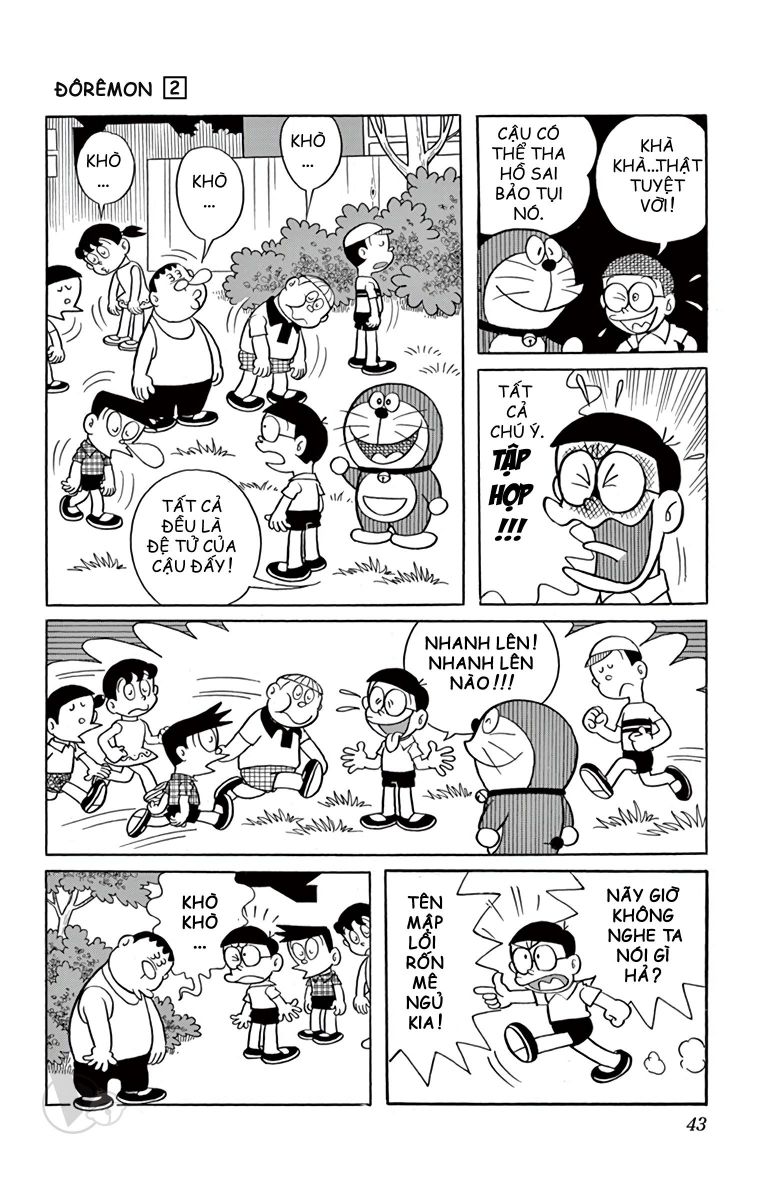 ĐÔRÊMON 2
KHÒ
...
KHÒ
...
KHÒ
...
TẤT CẢ
ĐỀU LÀ
ĐỆ TỬ CỦA
CẬU ĐẤY!
CẬU CÓ
THỂ THA
HỒ SAI
BẢO TỤI
NÓ.
KHÀ
KHÀ...THẬT
TUYỆT
VỜI!
TẤT
CẢ
CHÚ Ý.
TẬP
HỢP
!!!
NHANH LÊN!
NHANH LÊN
NÀO!!!
KHÒ
KHÒ
...
TÊN
MẬP
LỒI
RỐN
MÊ
NGỦ
KIA!
NÃY GIỜ
KHÔNG
NGHE TA
NÓI GÌ
HẢ?
43